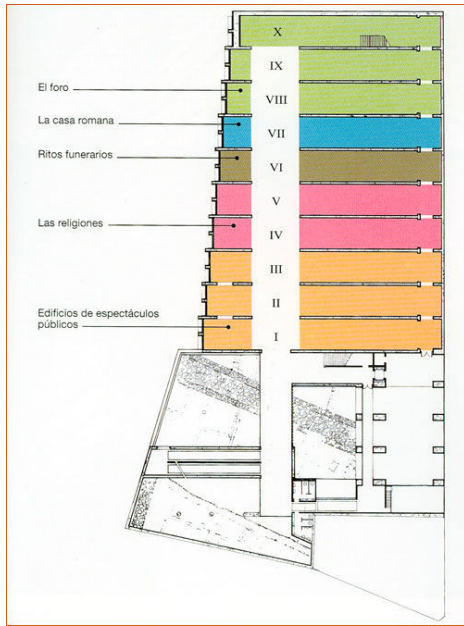 X
IX
El foro
VIII
La casa romana
VII
Ritos funerarios
VI
V
Las religiones
IV
III
II
Edificios de espectáculos
públicos
I